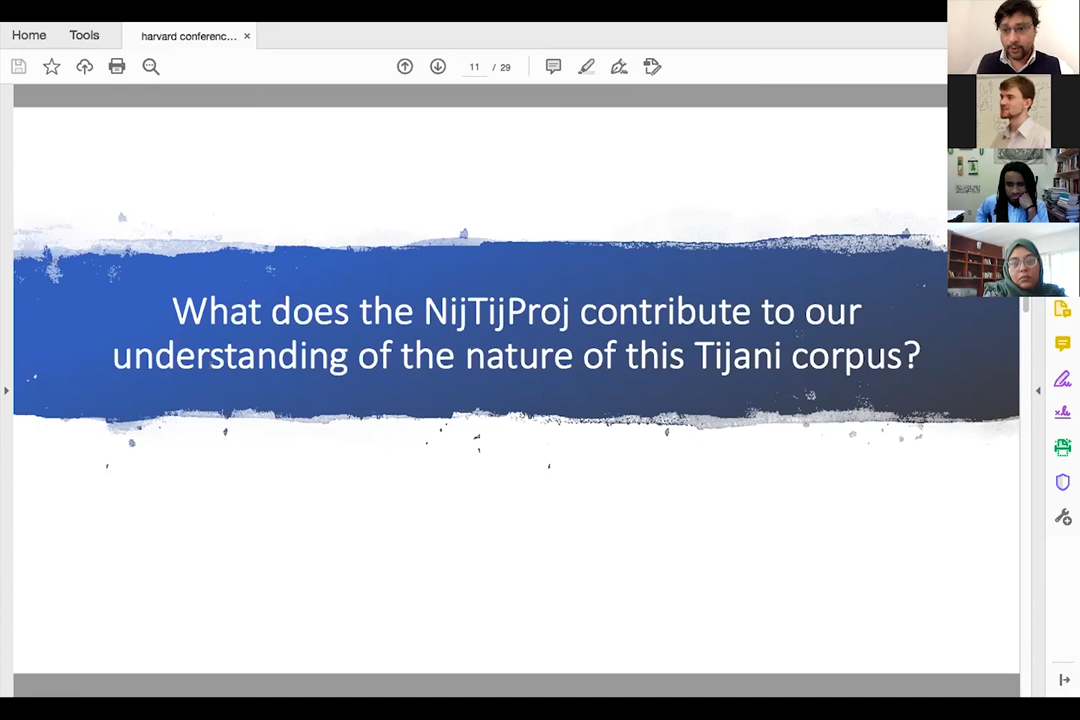 Home Tools harvard conferenc... ×
11 / 29
What does the NijTijProj contribute to our
understanding of the nature of this Tijani corpus?